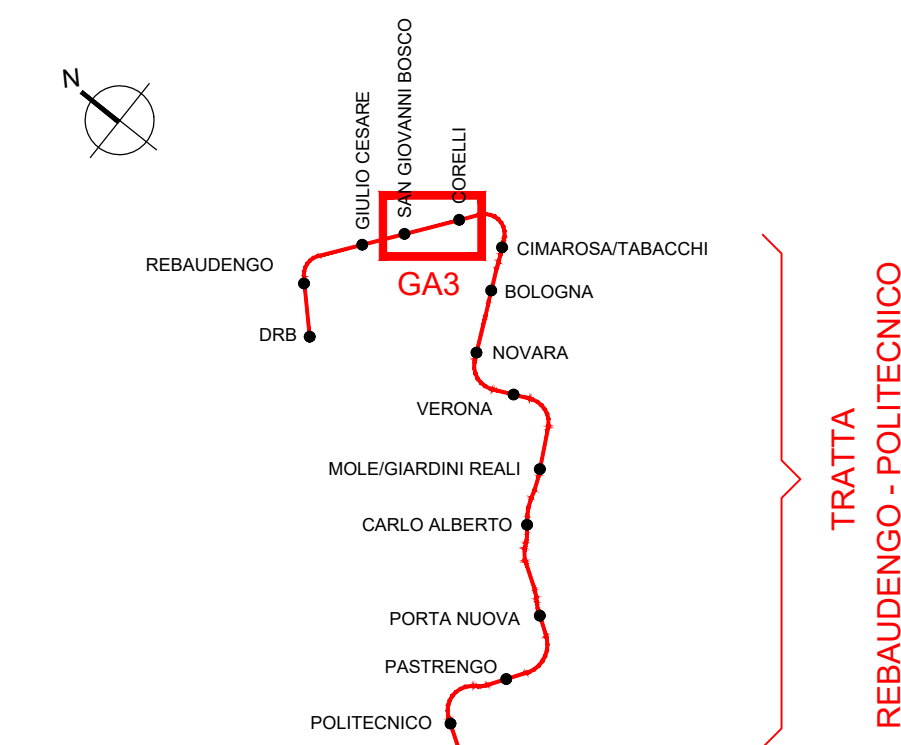 N
GIULIO CESARE
SAN GIOVANNI BOSCO
CORELLI
REBAUDENGO
CIMAROSA/TABACCHI
GA3
BOLOGNA
DRB
NOVARA
VERONA
MOLE/GIARDINI REALI
CARLO ALBERTO
PORTA NUOVA
PASTRENGO
POLITECNICO
TRATTA
REBAUDENGO - POLITECNICO